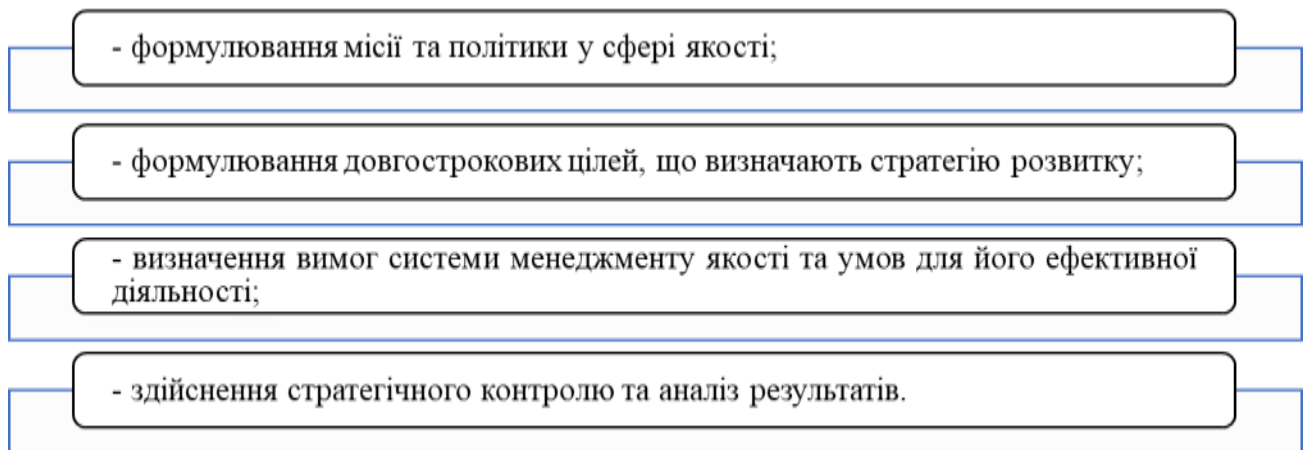 - формулювання місії та політики у сфері якості;
- формулювання довгострокових цілей, що визначають стратегію розвитку;
- визначення вимог системи менеджменту якості та умов для його ефективної
діяльності;
- здійснення стратегічного контролю та аналіз результатів.